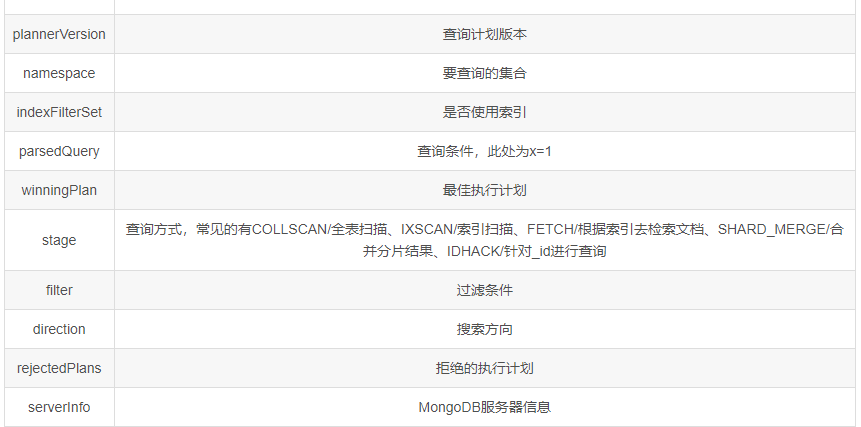 plannerVersion 查询计划版本
namespace 要查询的集合
indexFilterSet 是否使用索引
parsedQuery 查询条件，此处为x=1
winningPlan 最佳执行计划
stage 查询方式，常见的有COLLSCAN/全表扫描、IXSCAN/索引扫描、FETCH/根据索引去检索文档、SHARD_MERGE/合
并分片结果、IDHACK/针对_id进行查询
filter 过滤条件
direction 搜索方向
rejectedPlans 拒绝的执行计划
serverInfo MongoDB服务器信息